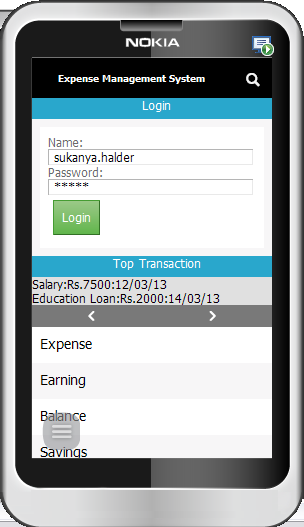 NOKIA
Expense Management System
Login
Name:
sukanya.halder
Password:
*****
Login
Top Transaction
Salary:Rs.7500:12/03/13
Education Loan:Rs.2000:14/03/13
Expense
Earning
Balance
Savings